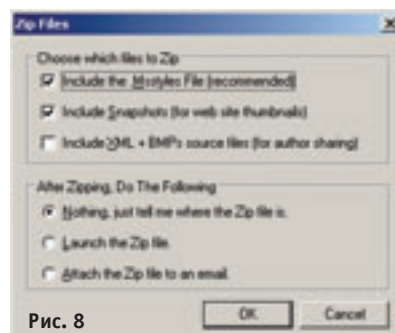 Zip Files
Choose which files to Zip
Include the Msstyles File (recommended)
Include Snapshots (for web site thumbnails)
Include XML + BMPs source files (for author sharing)
After Zipping, Do The Following
Nothing, just tell me where the Zip file is.
Launch the Zip file.
Attach the Zip file to an email.
OK Cancel
Рис. 8